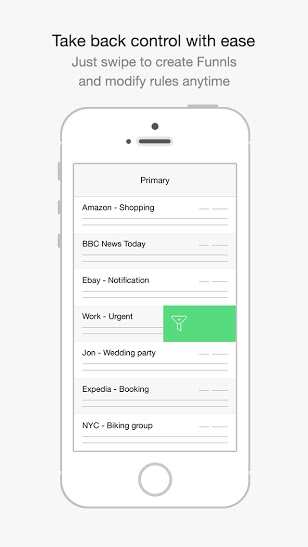 Take back control with ease
Just swipe to create Funnls
and modify rules anytime
Primary
Amazon - Shopping
BBC News Today
Ebay - Notification
Work - Urgent
Jon - Wedding party
Expedia - Booking
NYC - Biking group